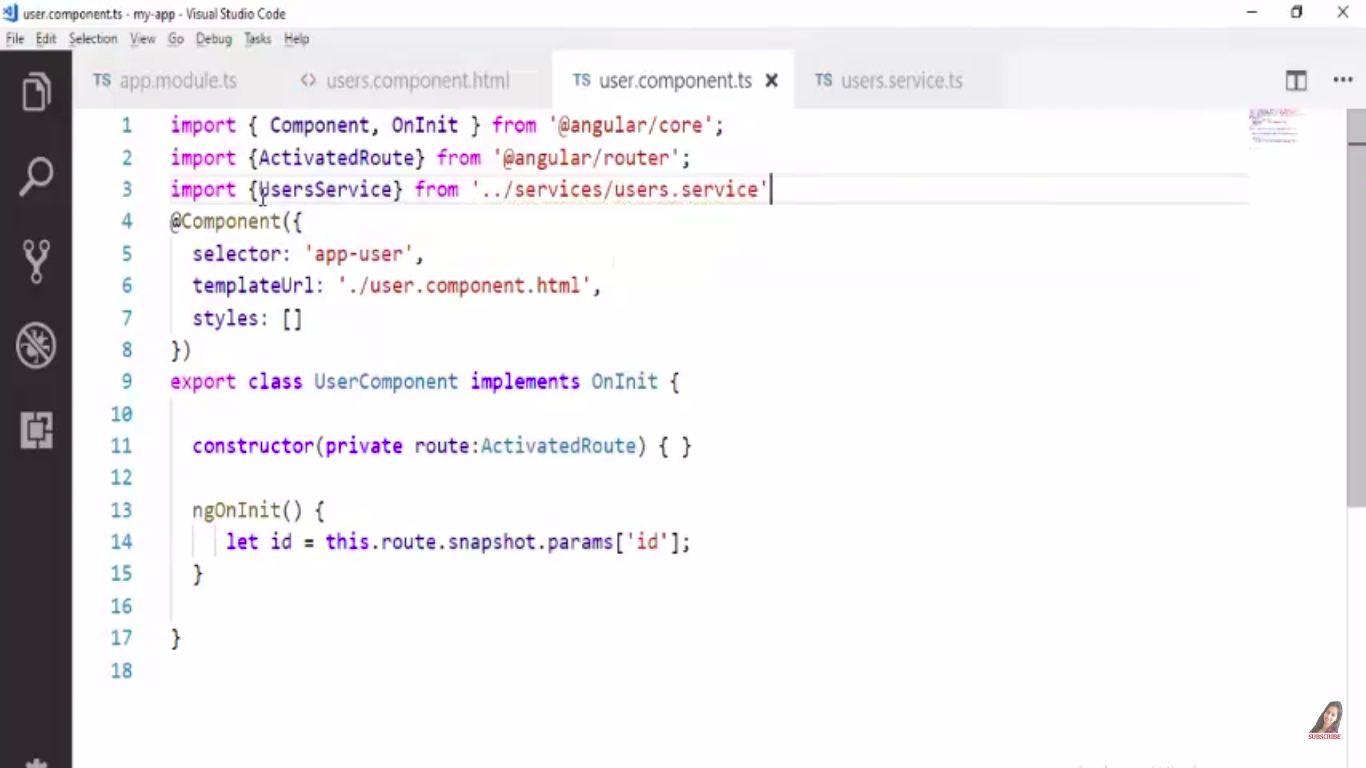 user.component.ts - my-app - Visual Studio Code
File Edit Selection View Go Debug Tasks Help
TS app.module.ts <> users.component.html TS user.component.ts TS users.service.ts
1 import { Component, OnInit } from '@angular/core';
2 import {ActivatedRoute} from '@angular/router';
3 import {UsersService} from '../services/users.service'
4 @Component({
5 selector: 'app-user',
6 templateUrl: './user.component.html',
7 styles: []
8 })
9 export class UserComponent implements OnInit {
10
11 constructor(private route:ActivatedRoute) { }
12
13 ngOnInit() {
14 let id = this.route.snapshot.params['id'];
15 }
16
17 }
18
SUBSCRIBE